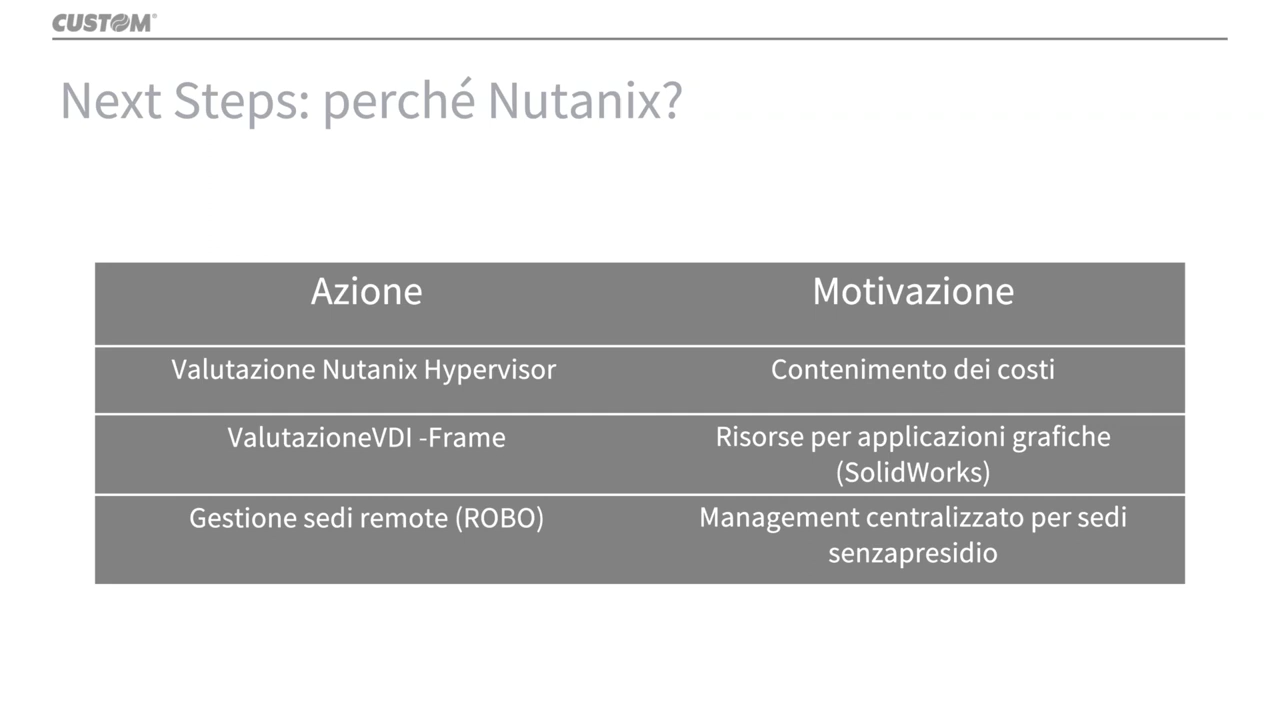 CUSTOM®
Next Steps: perché Nutanix?
Azione Motivazione
Valutazione Nutanix Hypervisor Contenimento dei costi
ValutazioneVDI -Frame Risorse per applicazioni grafiche
(SolidWorks)
Gestione sedi remote (ROBO) Management centralizzato per sedi
senzapresidio